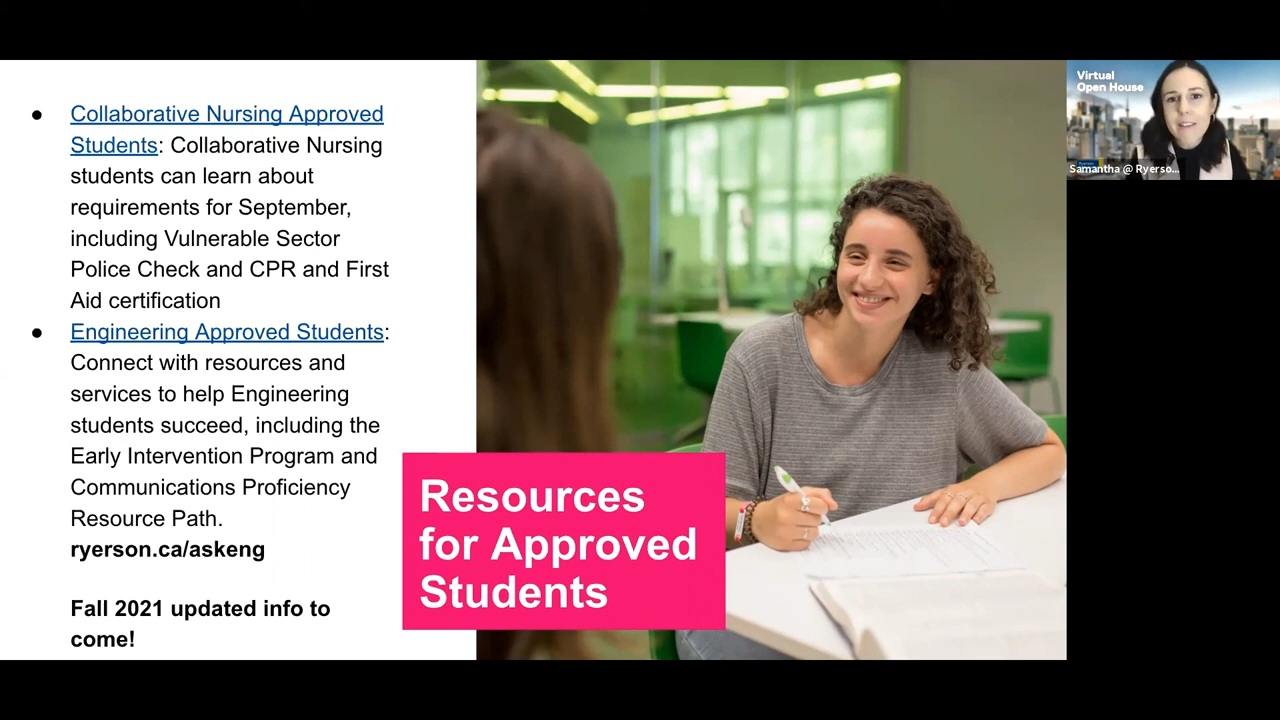 Collaborative Nursing Approved
Students: Collaborative Nursing
students can learn about
requirements for September,
including Vulnerable Sector
Police Check and CPR and First
Aid certification
Engineering Approved Students:
Connect with resources and
services to help Engineering
students succeed, including the
Early Intervention Program and
Communications Proficiency
Resource Path.
ryerson.ca/askeng
Fall 2021 updated info to
come!
Resources
for Approved
Students
Virtual
Open House
Samantha @ Ryerso...